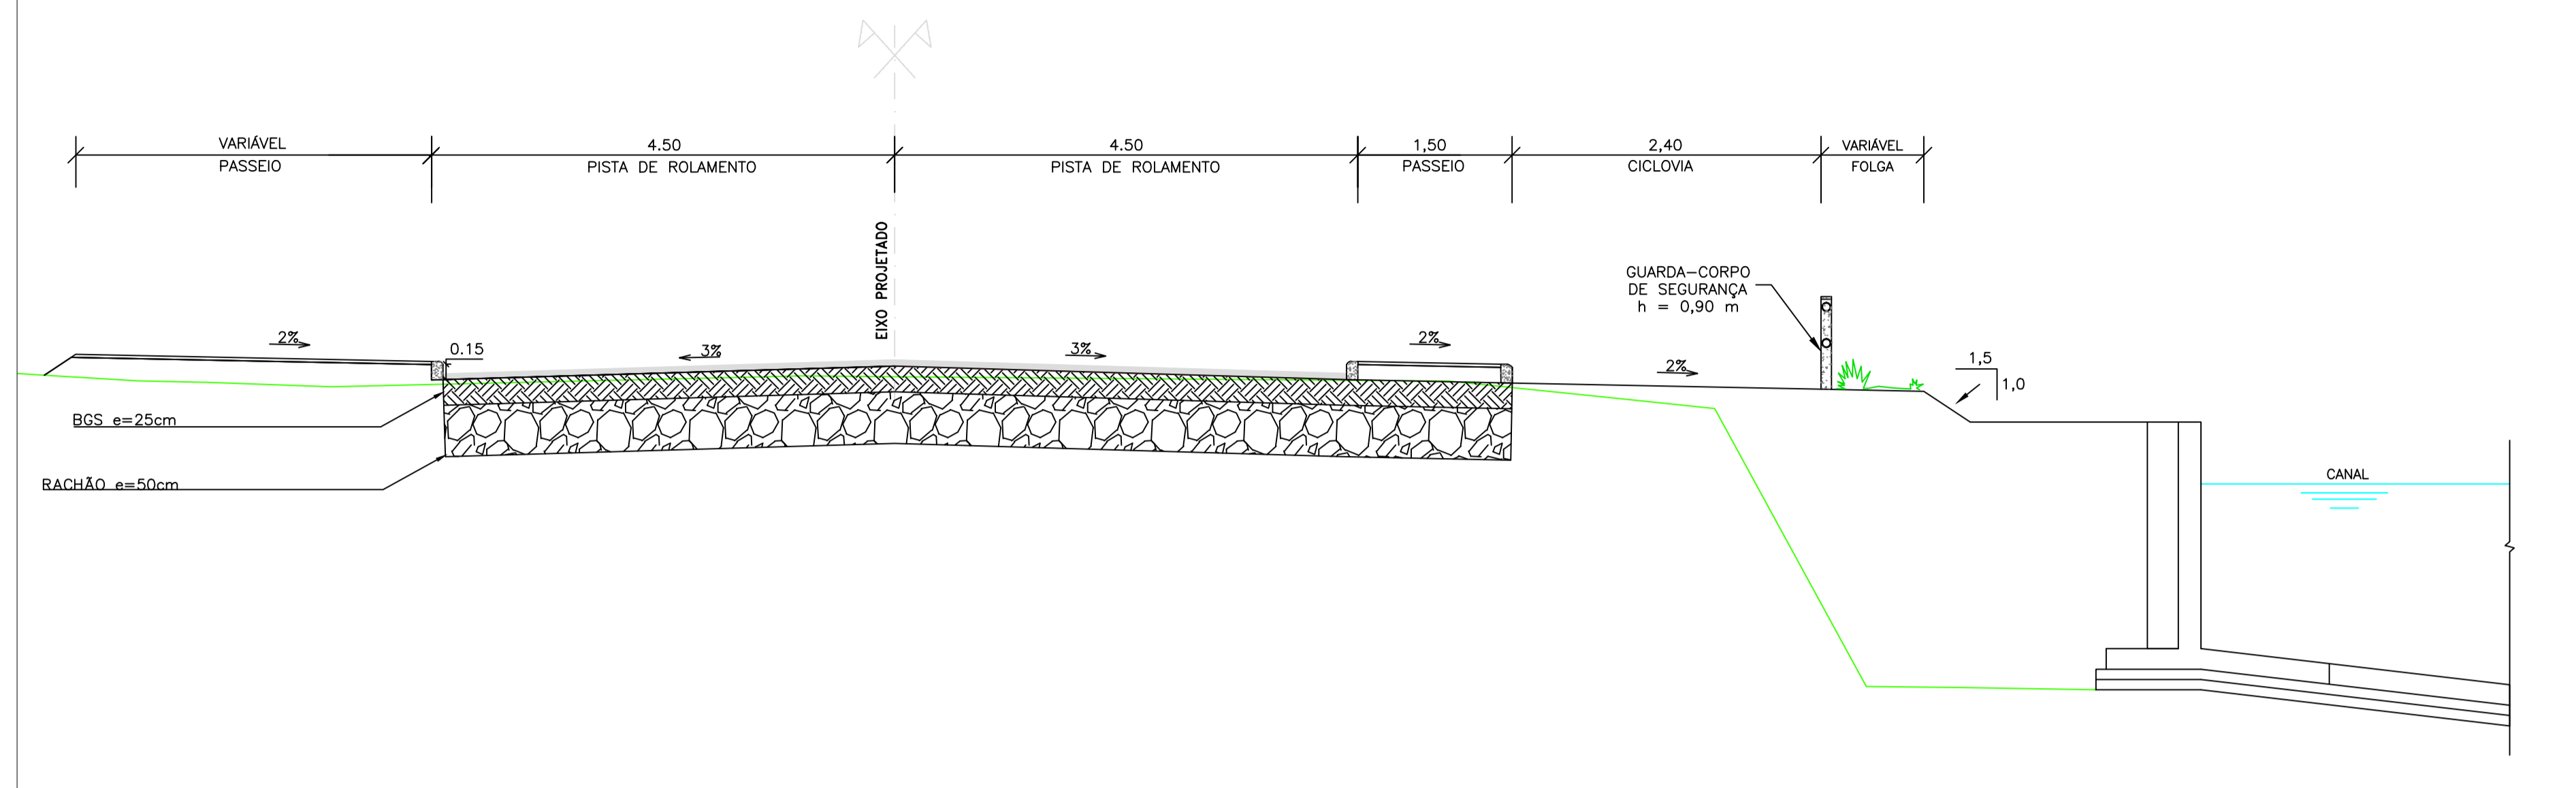 VARIÁVEL
PASSEIO
4.50
PISTA DE ROLAMENTO
4.50
PISTA DE ROLAMENTO
1,50
PASSEIO
2,40
CICLOVIA
VARIÁVEL
FOLGA
EIXO PROJETADO
GUARDA-CORPO
DE SEGURANÇA
h = 0,90 m
2%
0.15
3%
3%
2%
2%
1,5
1,0
BGS e=25cm
RACHÃO e=50cm
CANAL